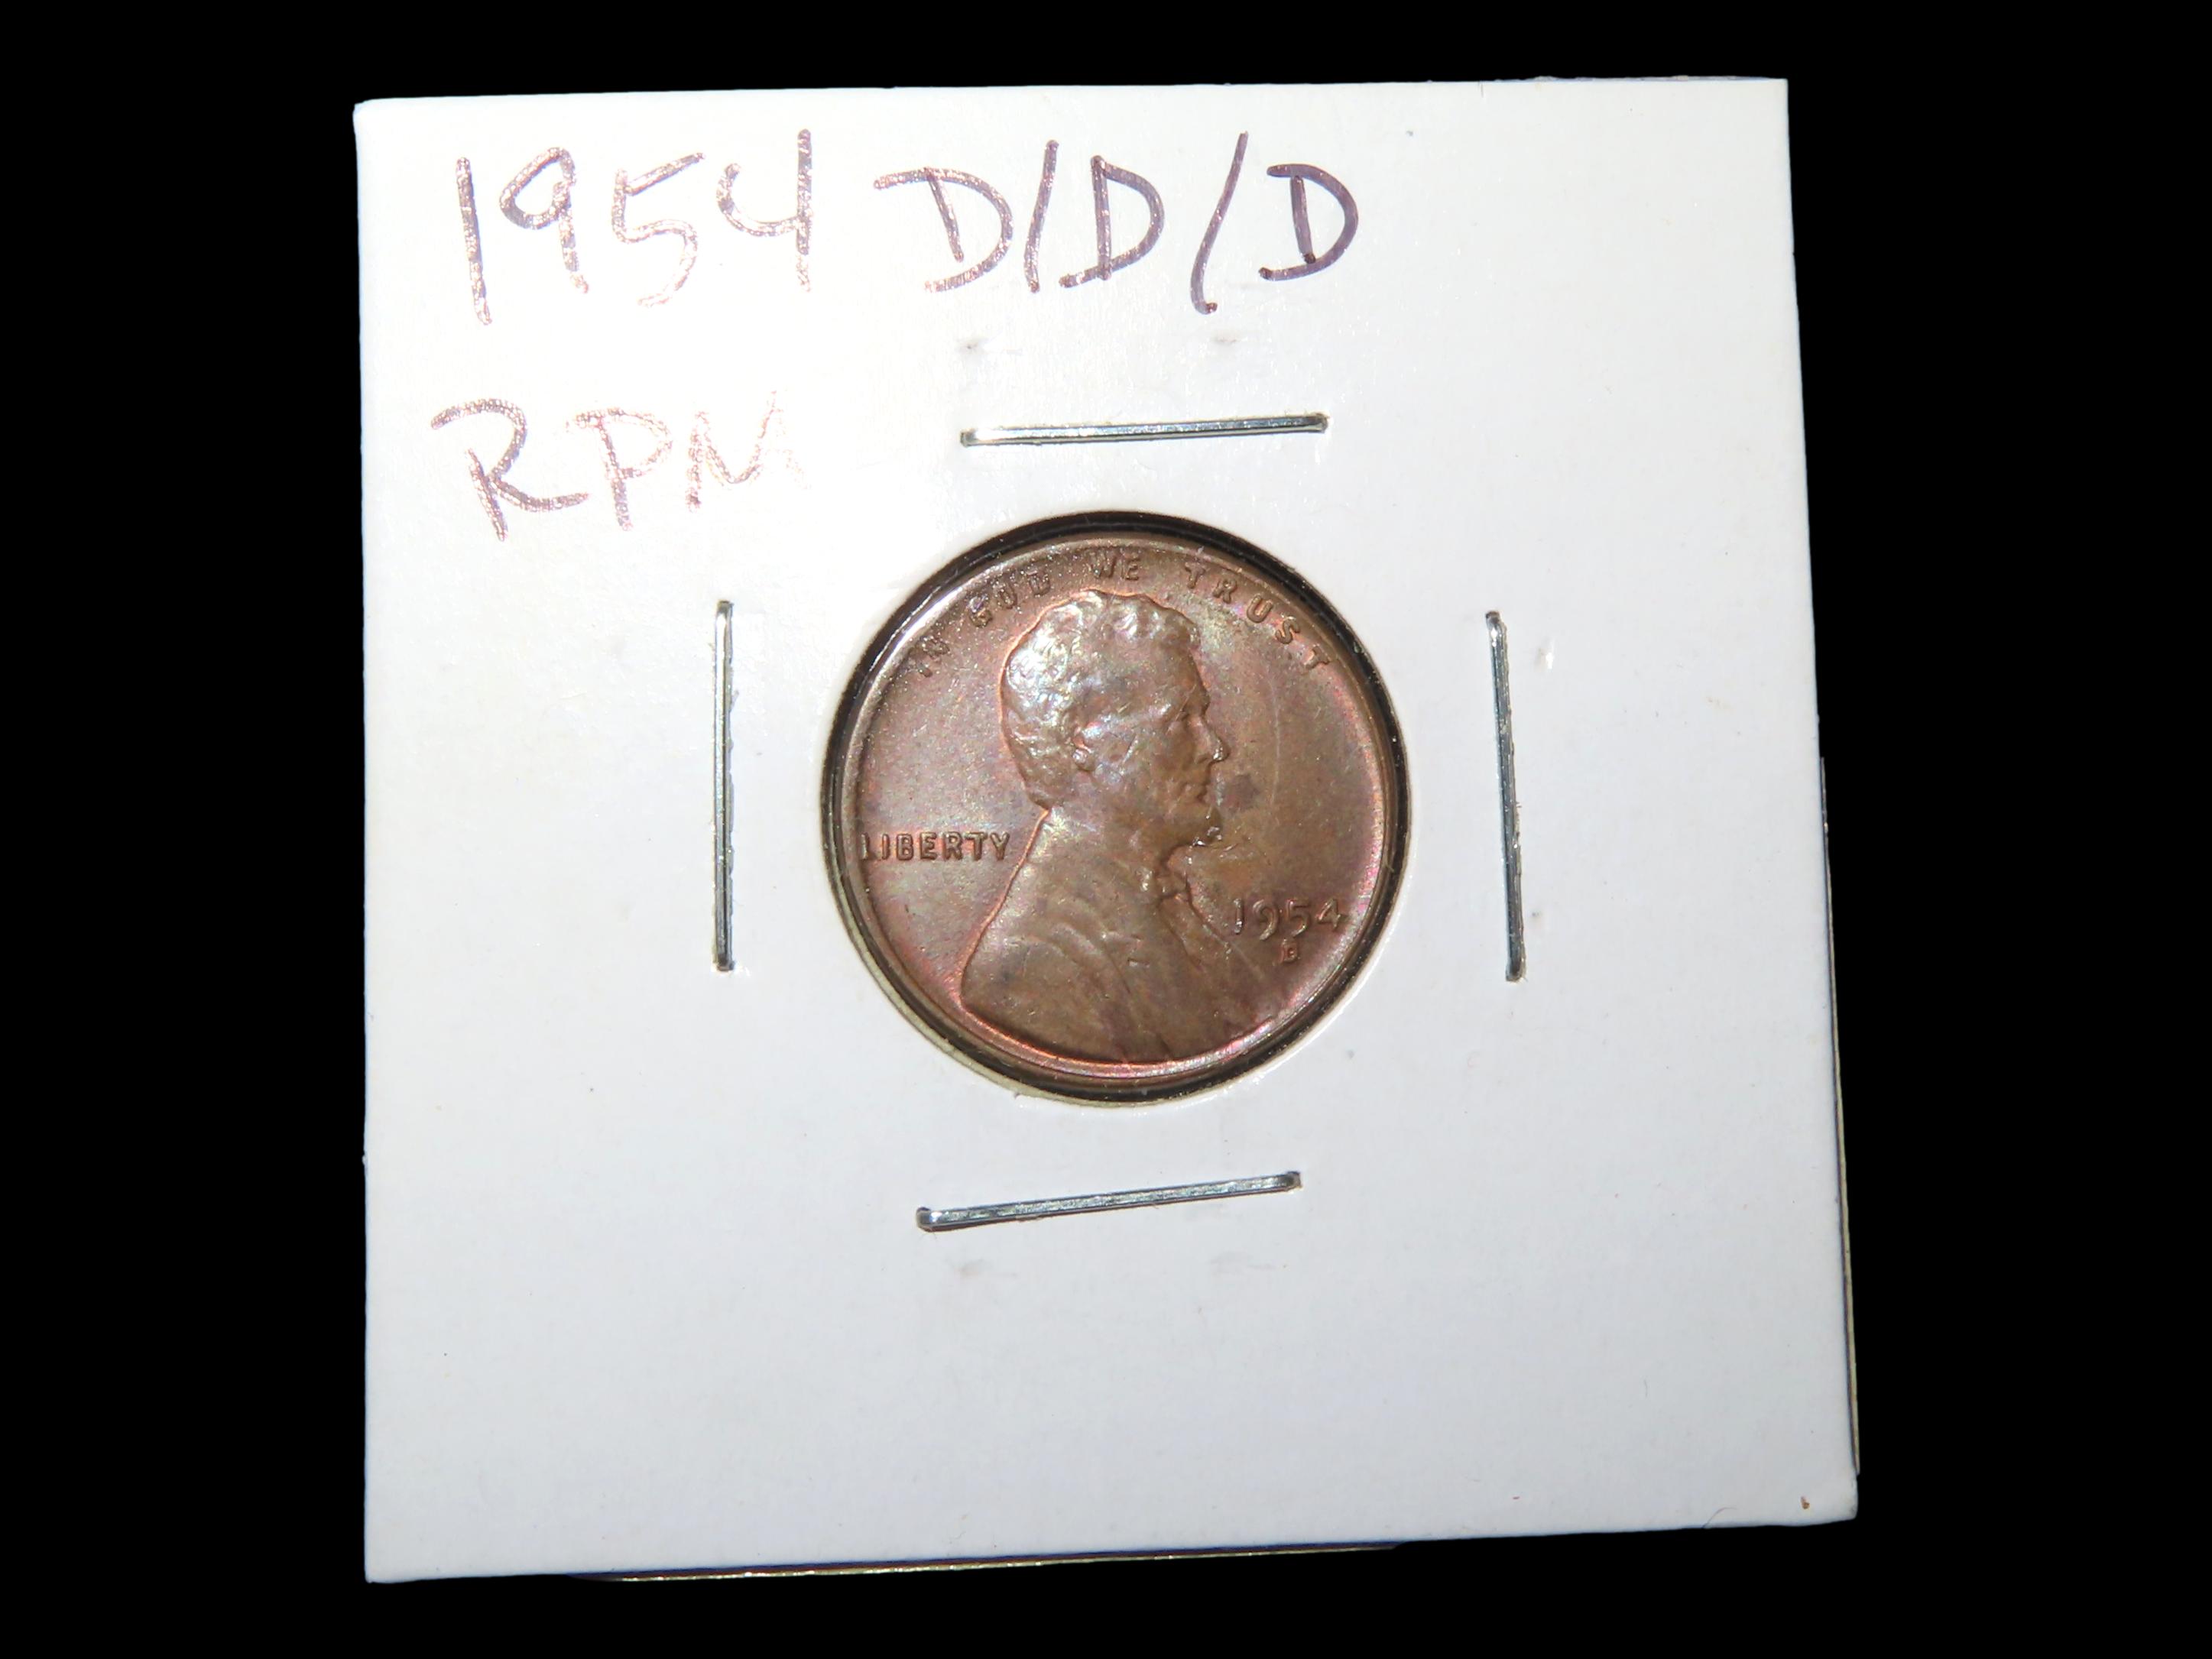 1954 D/D/D
RPM
IN GOD WE TRUST
LIBERTY
1954
D